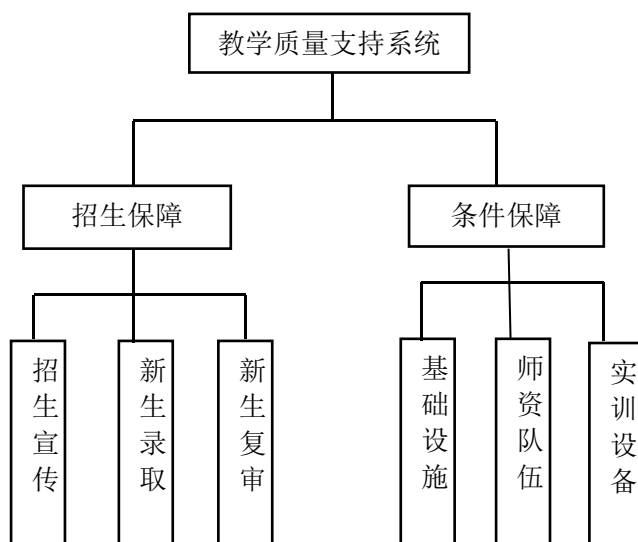 教学质量支持系统
招生保障
条件保障
招生宣传
新生录取
新生复审
基础设施
师资队伍
实训设备